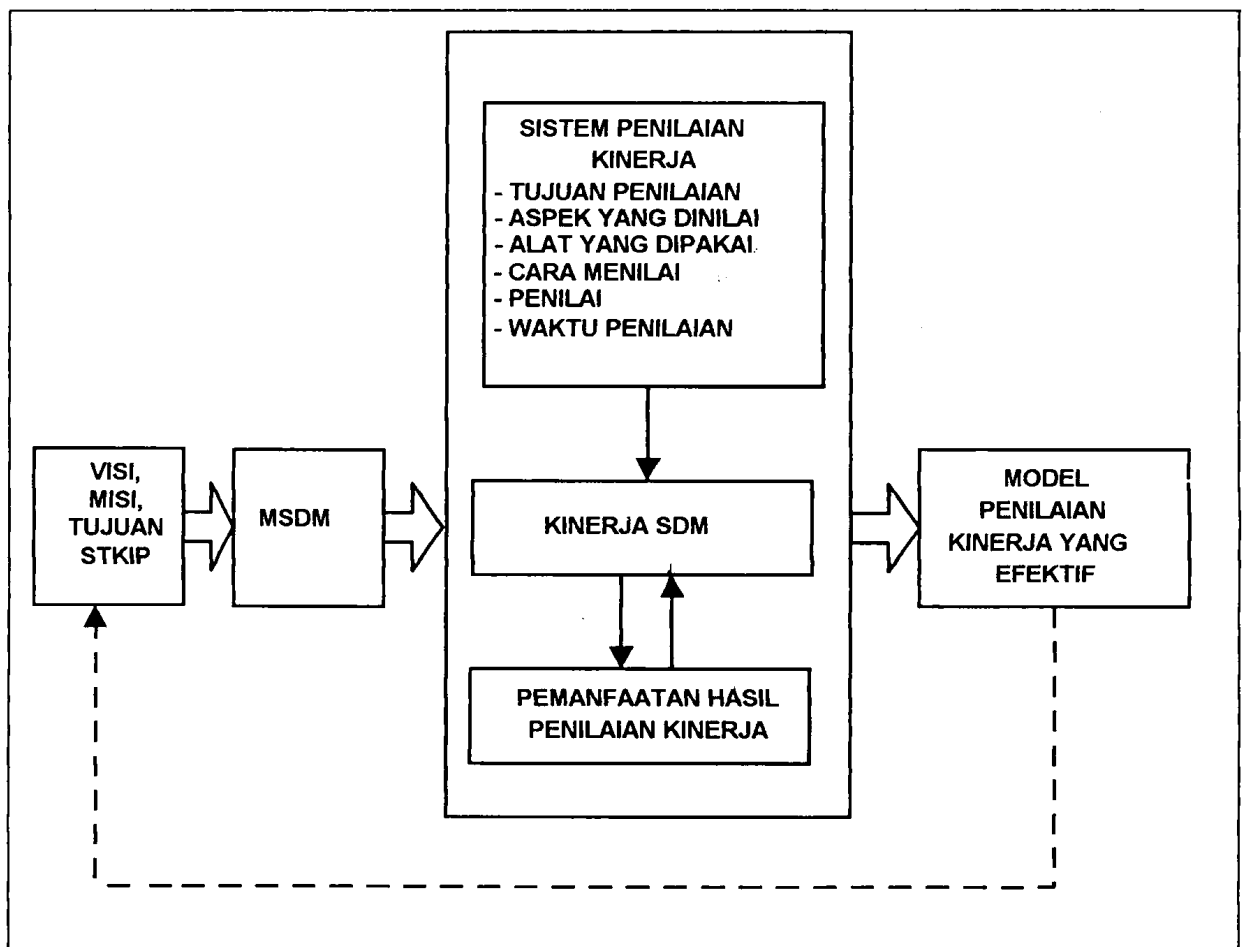 SISTEM PENILAIAN
KINERJA
- TUJUAN PENILAIAN
- ASPEK YANG DINILAI
- ALAT YANG DIPAKAI
- CARA MENILAI
- PENILAI
- WAKTU PENILAIAN
VISI,
MISI,
TUJUAN
STKIP
MSDM
KINERJA SDM
MODEL
PENILAIAN
KINERJA YANG
EFEKTIF
PEMANFAATAN HASIL
PENILAIAN KINERJA